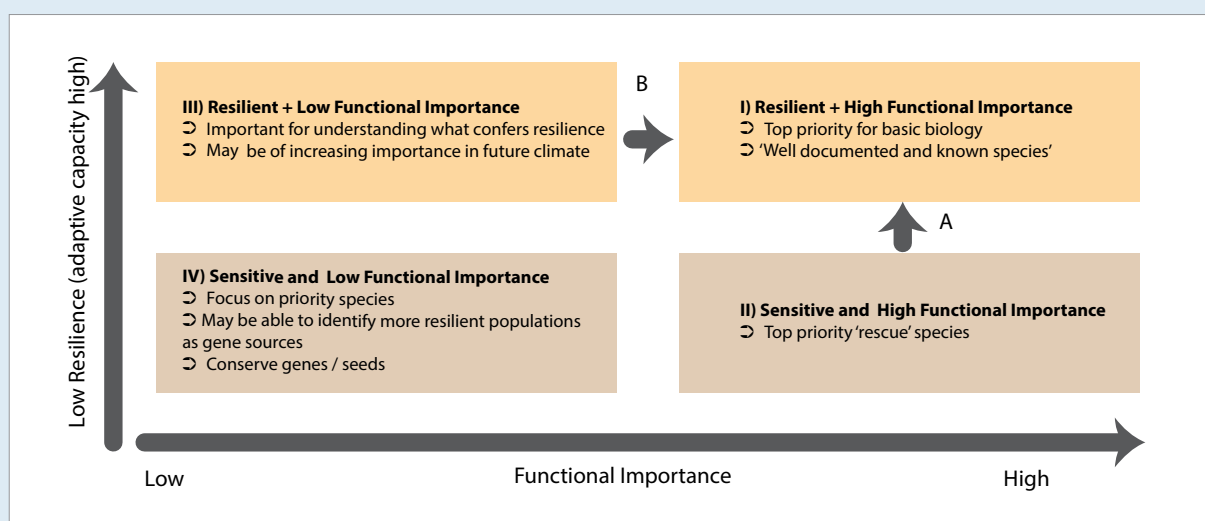 Low Resilience (adaptive capacity high)
III) Resilient + Low Functional Importance
➲ Important for understanding what confers resilience
➲ May be of increasing importance in future climate
B
I) Resilient + High Functional Importance
➲ Top priority for basic biology
➲ ‘Well documented and known species’
A
IV) Sensitive and Low Functional Importance
➲ Focus on priority species
➲ May be able to identify more resilient populations
as gene sources
➲ Conserve genes / seeds
II) Sensitive and High Functional Importance
➲ Top priority ‘rescue’ species
Low
Functional Importance
High